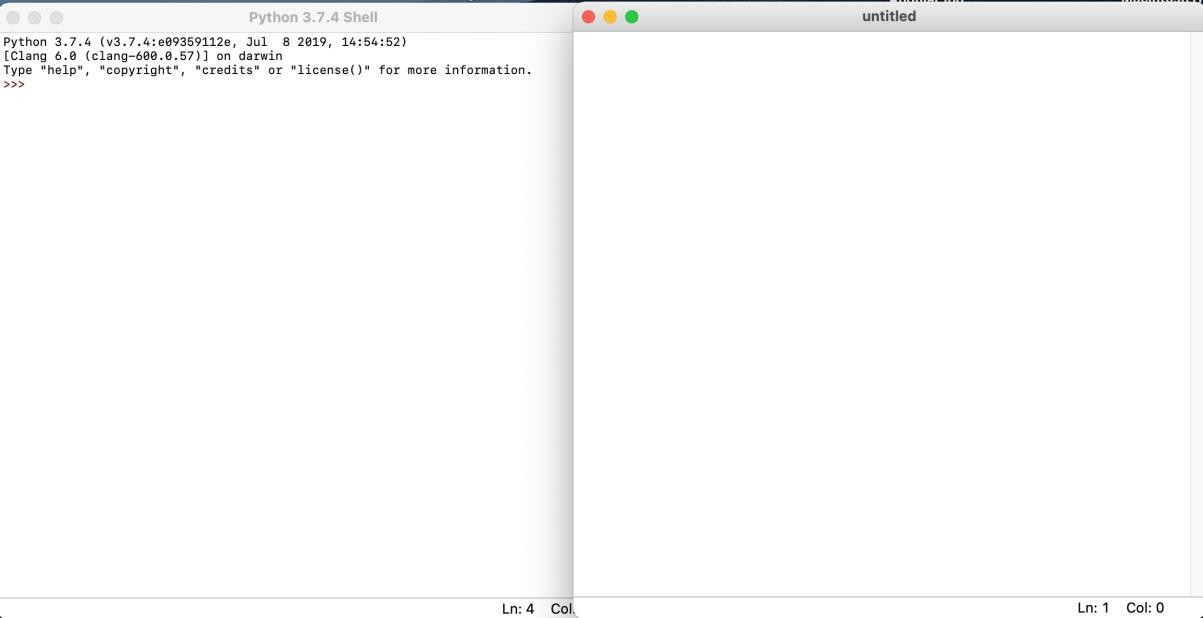 Python 3.7.4 Shell
Python 3.7.4 (v3.7.4:e09359112e, Jul  8 2019, 14:54:52)
[Clang 6.0 (clang-600.0.57)] on darwin
Type "help", "copyright", "credits" or "license()" for more information.
>>>
Ln: 4 Col:
untitled
Ln: 1 Col: 0